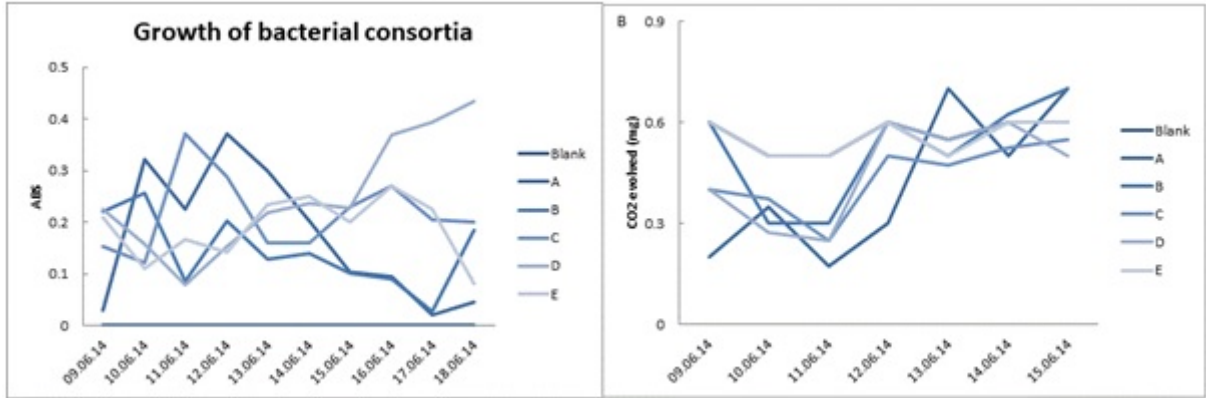 Growth of bacterial consortia
0.5
0.4
0.3
0.2
0.1
0
ABS
09.06.14
10.06.14
11.06.14
12.06.14
13.06.14
14.06.14
15.06.14
16.06.14
17.06.14
18.06.14
Blank
A
B
C
D
E
B
0.9
0.6
0.3
0
CO2 evolved (mg)
09.06.14
10.06.14
11.06.14
12.06.14
13.06.14
14.06.14
15.06.14
Blank
A
B
C
D
E